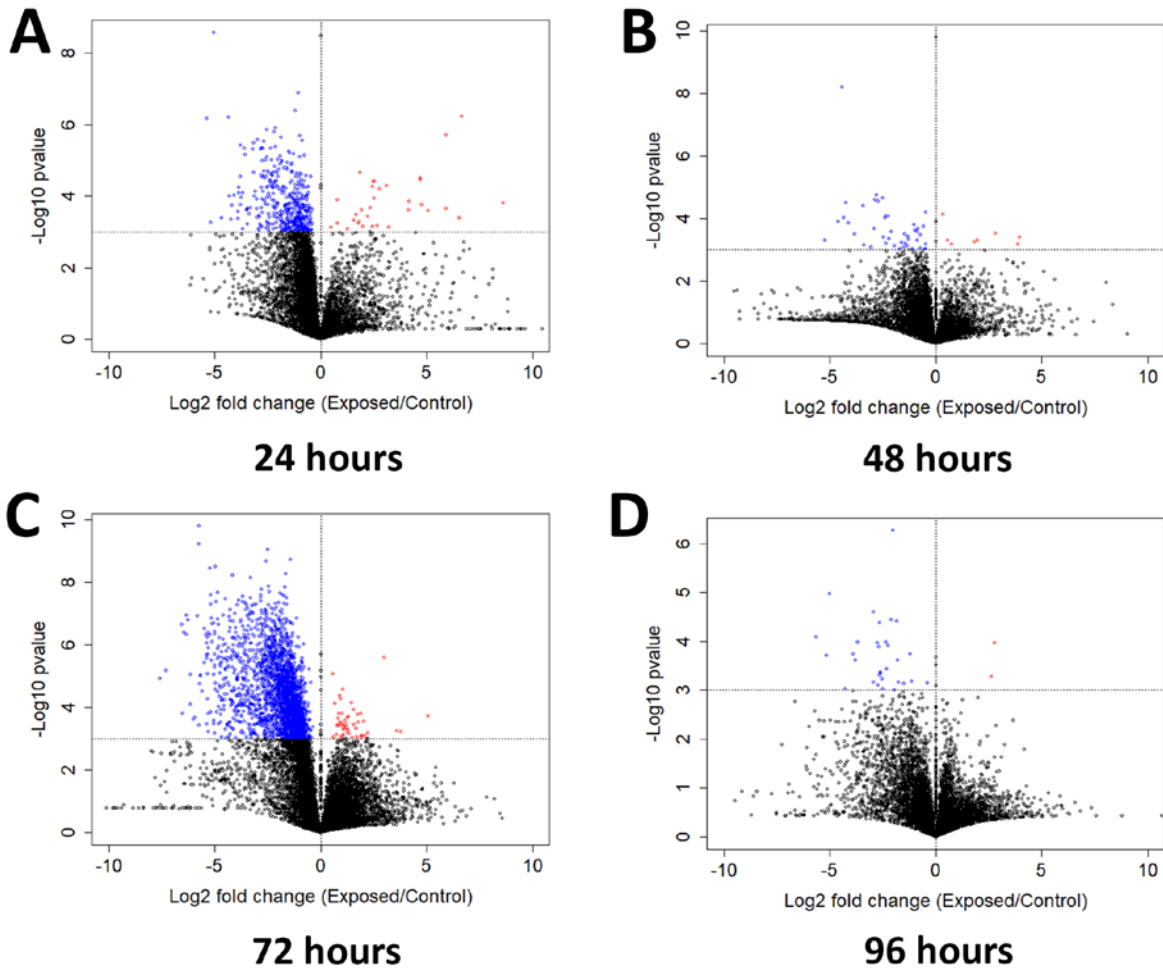 A
-Log10 pvalue
8
6
4
2
0
-10 -5 0 5 10
Log2 fold change (Exposed/Control)
24 hours
B
-Log10 pvalue
10
8
6
4
2
0
-10 -5 0 5 10
Log2 fold change (Exposed/Control)
48 hours
C
-Log10 pvalue
10
8
6
4
2
0
-10 -5 0 5 10
Log2 fold change (Exposed/Control)
72 hours
D
-Log10 pvalue
6
5
4
3
2
1
0
-10 -5 0 5 10
Log2 fold change (Exposed/Control)
96 hours